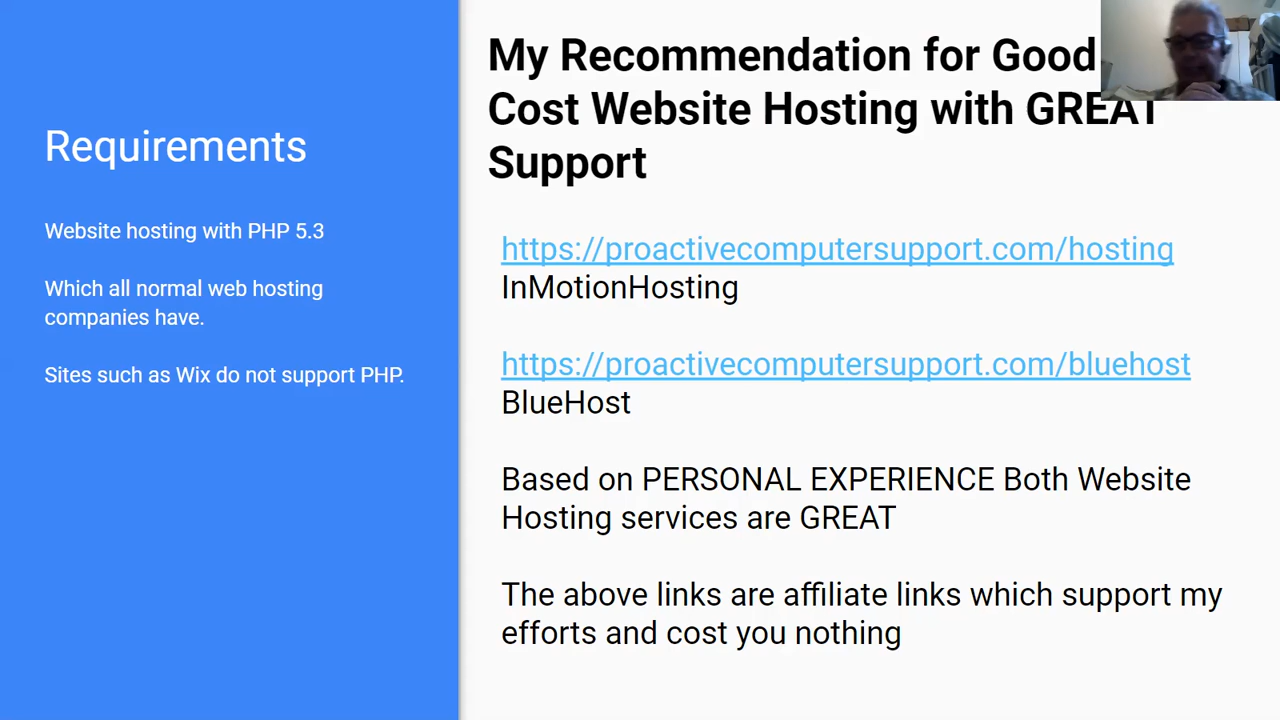 Requirements
Website hosting with PHP 5.3
Which all normal web hosting
companies have.
Sites such as Wix do not support PHP.
My Recommendation for Good
Cost Website Hosting with GREAT
Support
https://proactivecomputersupport.com/hosting
InMotionHosting
https://proactivecomputersupport.com/bluehost
BlueHost
Based on PERSONAL EXPERIENCE Both Website
Hosting services are GREAT
The above links are affiliate links which support my
efforts and cost you nothing